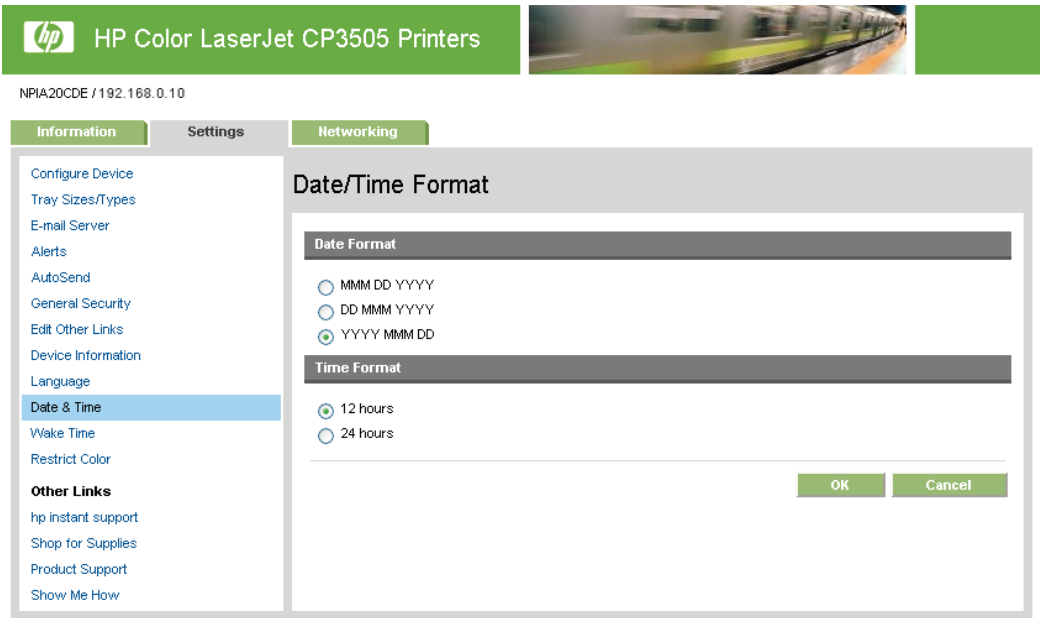 hp HP Color LaserJet CP3505 Printers
NPIA20CDE / 192.168.0.10
Information Settings Networking
Configure Device
Tray Sizes/Types
E-mail Server
Alerts
AutoSend
General Security
Edit Other Links
Device Information
Language
Date & Time
Wake Time
Restrict Color
Other Links
hp instant support
Shop for Supplies
Product Support
Show Me How
Date/Time Format
Date Format
MMM DD YYYY
DD MMM YYYY
YYYY MMM DD
Time Format
12 hours
24 hours
OK Cancel